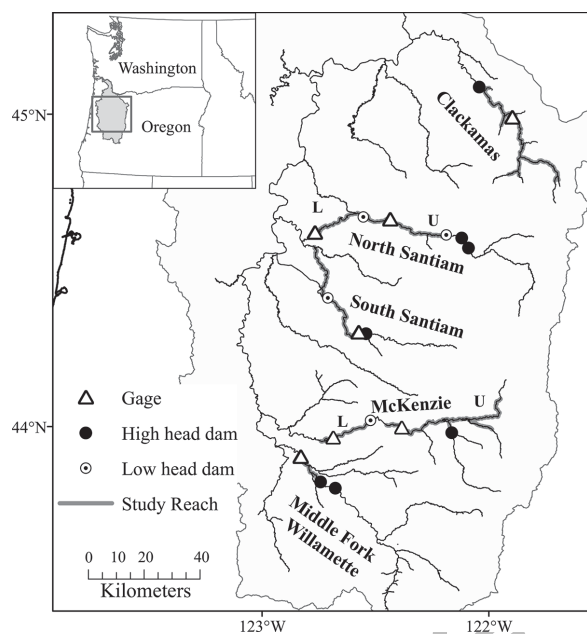 Washington
Oregon
45°N
44°N
Clackamas
L
U
North Santiam
South Santiam
McKenzie
U
L
Middle Fork
Willamette
Gage
High head dam
Low head dam
Study Reach
0 10 20 40
Kilometers
123°W
122°W